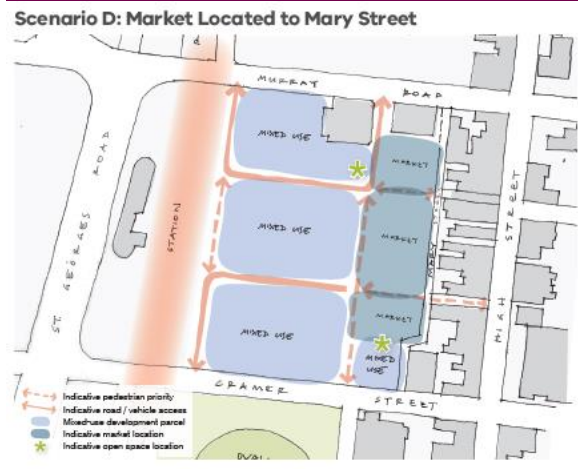 Scenario D: Market Located to Mary Street
MURRAY ROAD
MIXED USE
MARKET
ST. GEORGES ROAD
STATION
MIXED USE
MARKET
MARY
HIGH STREET
MIXED USE
MARKET
MIXED
USE
CRAMER STREET
Indicative pedestrian priority
Indicative road / vehicle access
Mixed-use development parcel
Indicative market location
Indicative open space location
OVAL